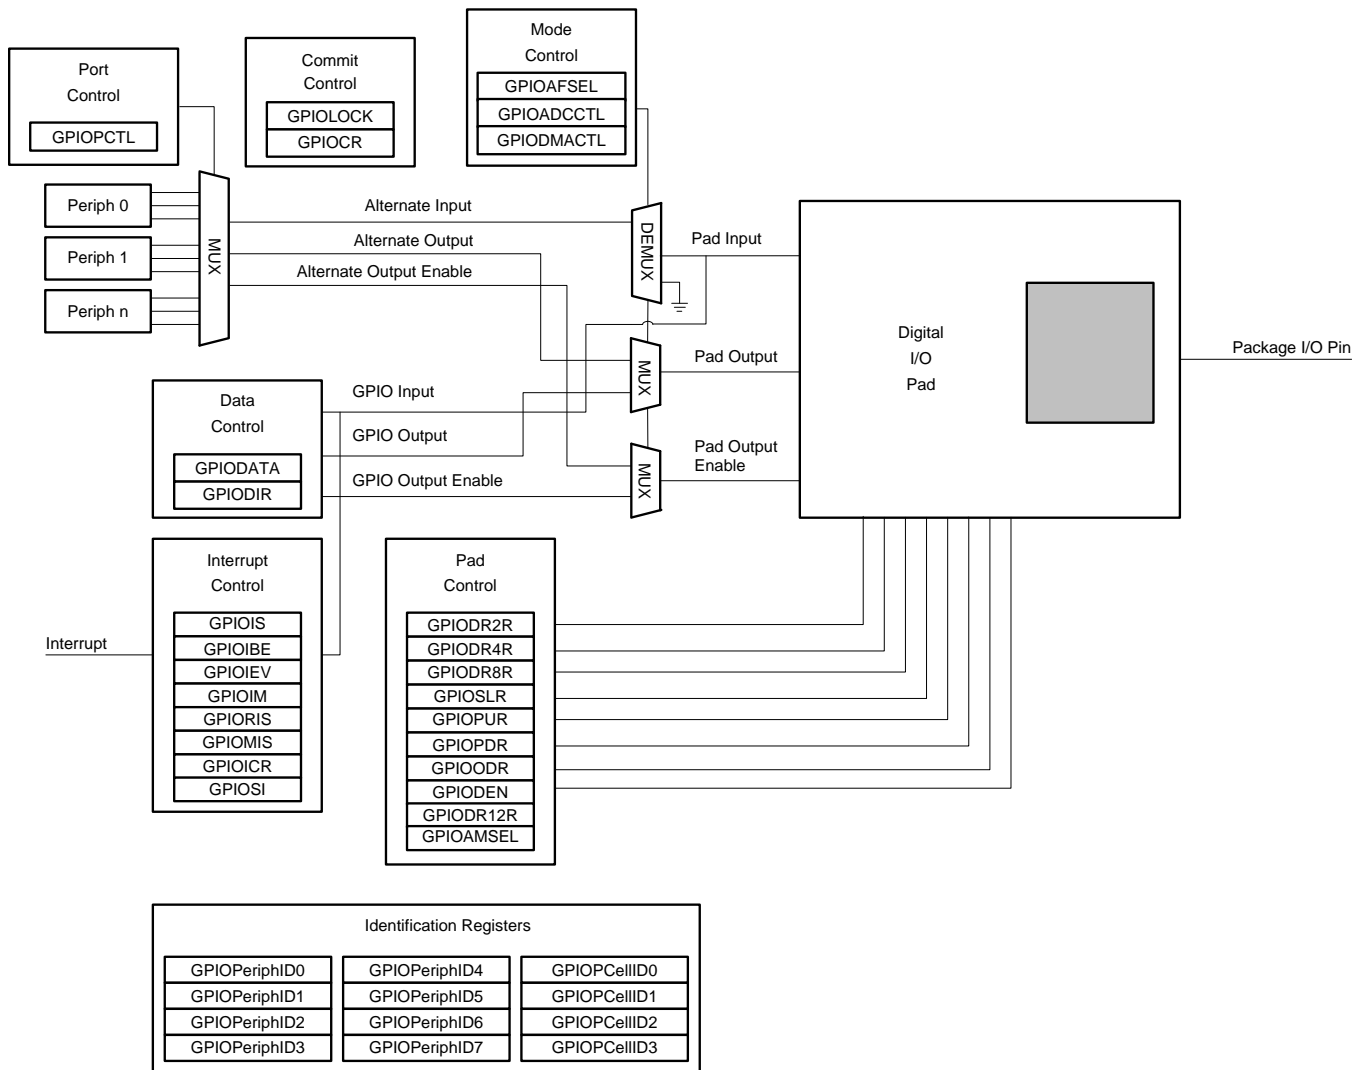 Port
Control
GPIOPCTL
Commit
Control
GPIOLOCK
GPIOCR
Mode
Control
GPIOAFSEL
GPIOADCCTL
GPIODMACTL
Periph 0
Periph 1
Periph n
MUX
Alternate Input
Alternate Output
Alternate Output Enable
DEMUX
Pad Input
MUX
Pad Output
MUX
Pad Output
Enable
Digital
I/O
Pad
Package I/O Pin
Data
Control
GPIODATA
GPIODIR
GPIO Input
GPIO Output
GPIO Output Enable
Interrupt
Interrupt
Control
GPIOIS
GPIOIBE
GPIOIEV
GPIOIM
GPIORIS
GPIOMIS
GPIOICR
GPIOSI
Pad
Control
GPIODR2R
GPIODR4R
GPIODR8R
GPIOSLR
GPIOPUR
GPIOPDR
GPIOODR
GPIODEN
GPIODR12R
GPIOAMSEL
Identification Registers
GPIOPeriphID0
GPIOPeriphID1
GPIOPeriphID2
GPIOPeriphID3
GPIOPeriphID4
GPIOPeriphID5
GPIOPeriphID6
GPIOPeriphID7
GPIOPCellID0
GPIOPCellID1
GPIOPCellID2
GPIOPCellID3